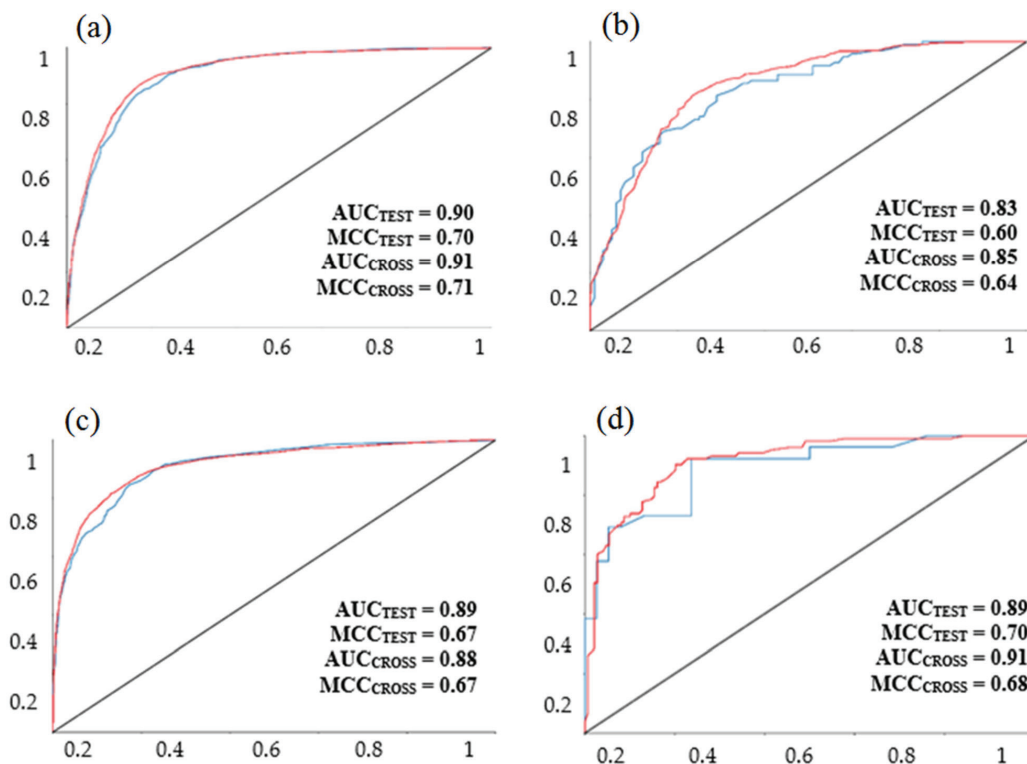 (a)
1
0.8
0.6
0.4
0.2
AUCTEST = 0.90
MCCTEST = 0.70
AUCCROSS = 0.91
MCCCROSS = 0.71
0.2 0.4 0.6 0.8 1
(b)
1
0.8
0.6
0.4
0.2
AUCTEST = 0.83
MCCTEST = 0.60
AUCCROSS = 0.85
MCCCROSS = 0.64
0.2 0.4 0.6 0.8 1
(c)
1
0.8
0.6
0.4
0.2
AUCTEST = 0.89
MCCTEST = 0.67
AUCCROSS = 0.88
MCCCROSS = 0.67
0.2 0.4 0.6 0.8 1
(d)
1
0.8
0.6
0.4
0.2
AUCTEST = 0.89
MCCTEST = 0.70
AUCCROSS = 0.91
MCCCROSS = 0.68
0.2 0.4 0.6 0.8 1